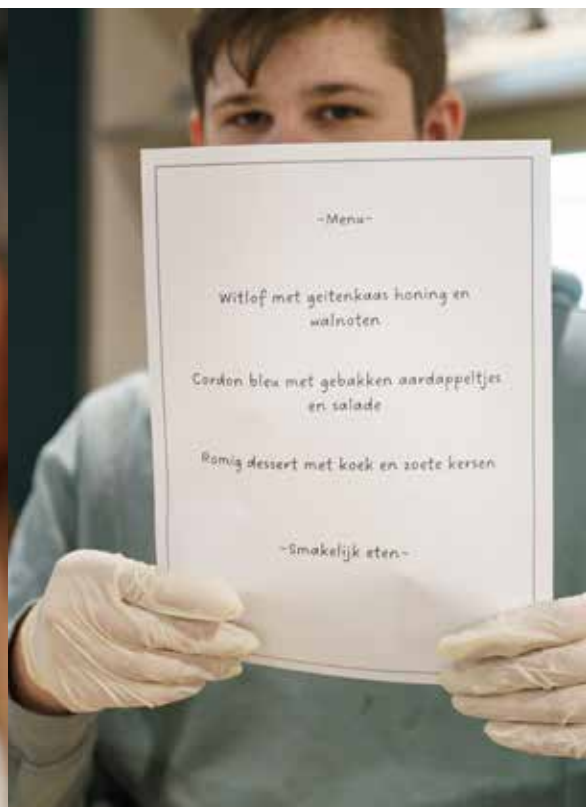 ~Menu~
Witlof met geitenkaas honing en
walnoten
Cordon bleu met gebakken aardappeltjes
en salade
Romig dessert met koek en zoete kersen
~Smakelijk eten~